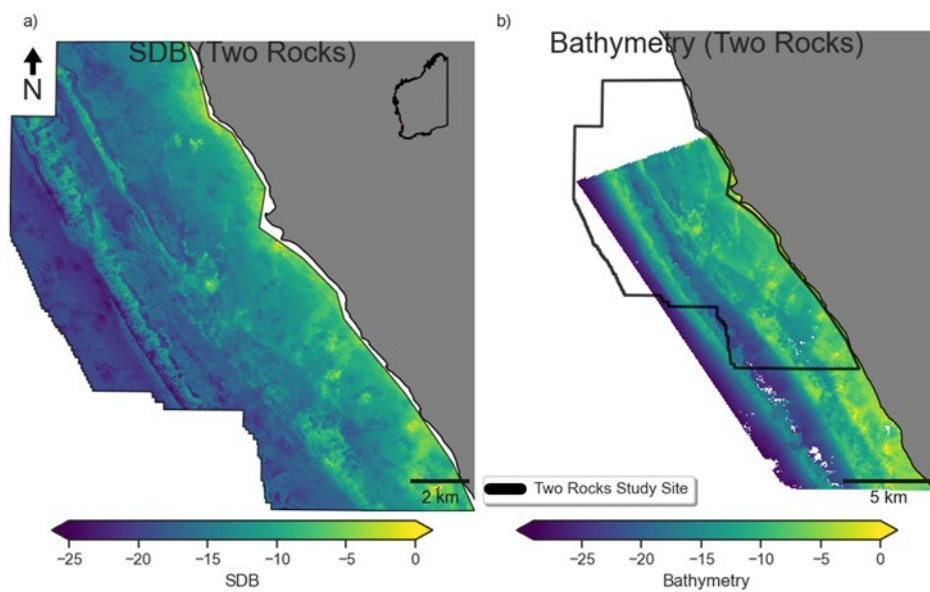 a)
SDB (Two Rocks)
N
2 km
−25 −20 −15 −10 −5 0
SDB
b)
Bathymetry (Two Rocks)
Two Rocks Study Site
5 km
−25 −20 −15 −10 −5 0
Bathymetry